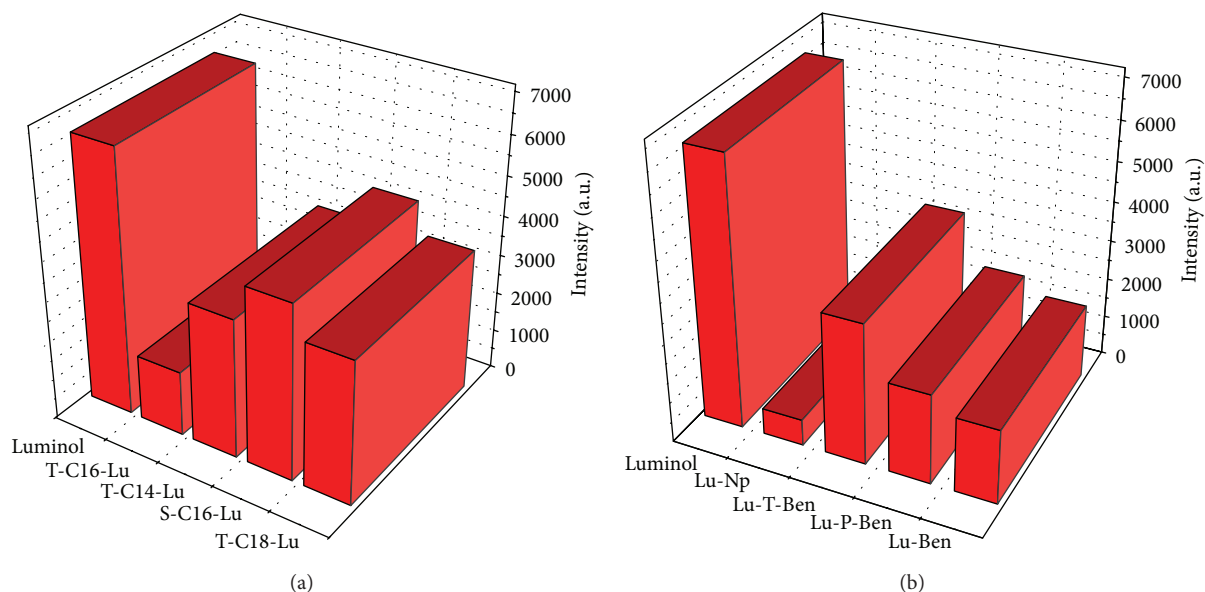 7000
6000
5000
4000
3000
2000
1000
0
Intensity (a.u.)
Luminol
T-C16-Lu
T-C14-Lu
S-C16-Lu
T-C18-Lu
(a)
7000
6000
5000
4000
3000
2000
1000
0
Intensity (a.u.)
Luminol
Lu-Np
Lu-T-Ben
Lu-P-Ben
Lu-Ben
(b)